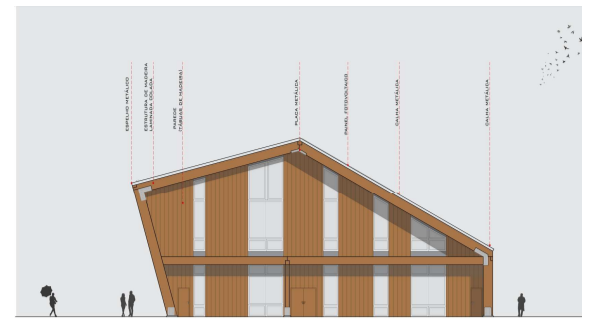 ESPELHO METÁLICO
ESTRUTURA DE MADEIRA
LAMINADA COLADA
PAREDE
(TÁBUAS DE MADEIRA)
PLACA METÁLICA
PAINEL FOTOVOLTAICO
CALHA METÁLICA
CALHA METÁLICA